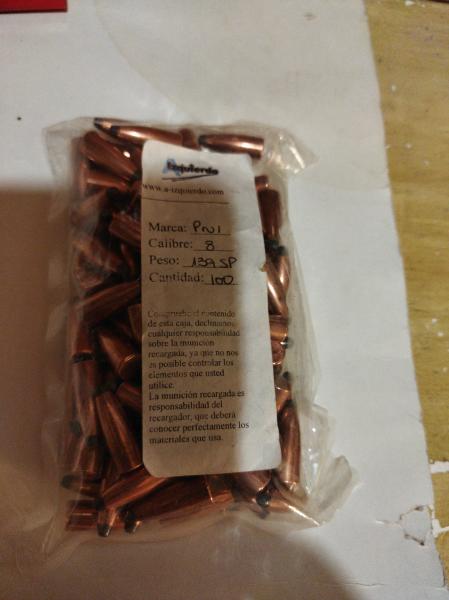 Izquierdo
www.a-izquierdo.com
Marca: PRVI
Calibre: 8
Peso: 139 SP
Cantidad: 100
Compruebe el contenido
de esta caja, declinamos
cualquier responsabilidad
sobre la munición
recargada, ya que no nos
es posible controlar los
elementos que usted
utilice.
La munición recargada es
responsabilidad del
recargador, que deberá
conocer perfectamente los
materiales que usa.